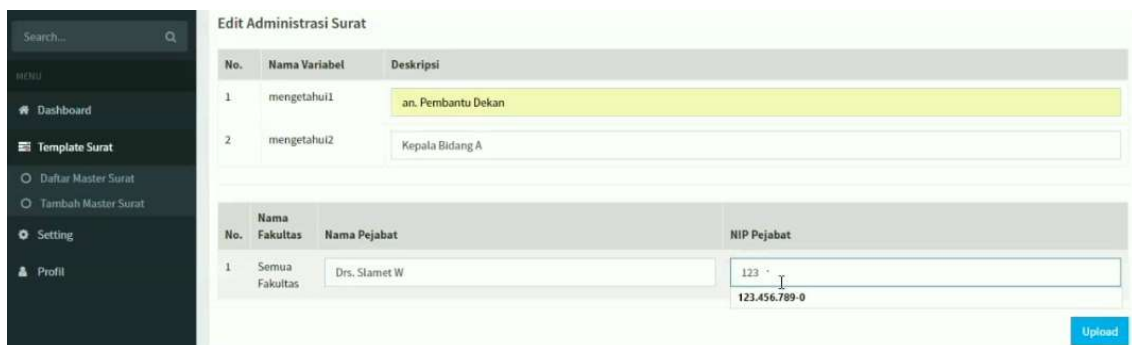 Edit Administrasi Surat
Search...
MENU
Dashboard
Template Surat
Daftar Master Surat
Tambah Master Surat
Setting
Profil
No. Nama Variabel Deskripsi
1 mengetahui1 an. Pembantu Dekan
2 mengetahui2 Kepala Bidang A
No. Nama Fakultas Nama Pejabat NIP Pejabat
1 Semua Fakultas Drs. Slamet W 123
123.456.789-0
Upload